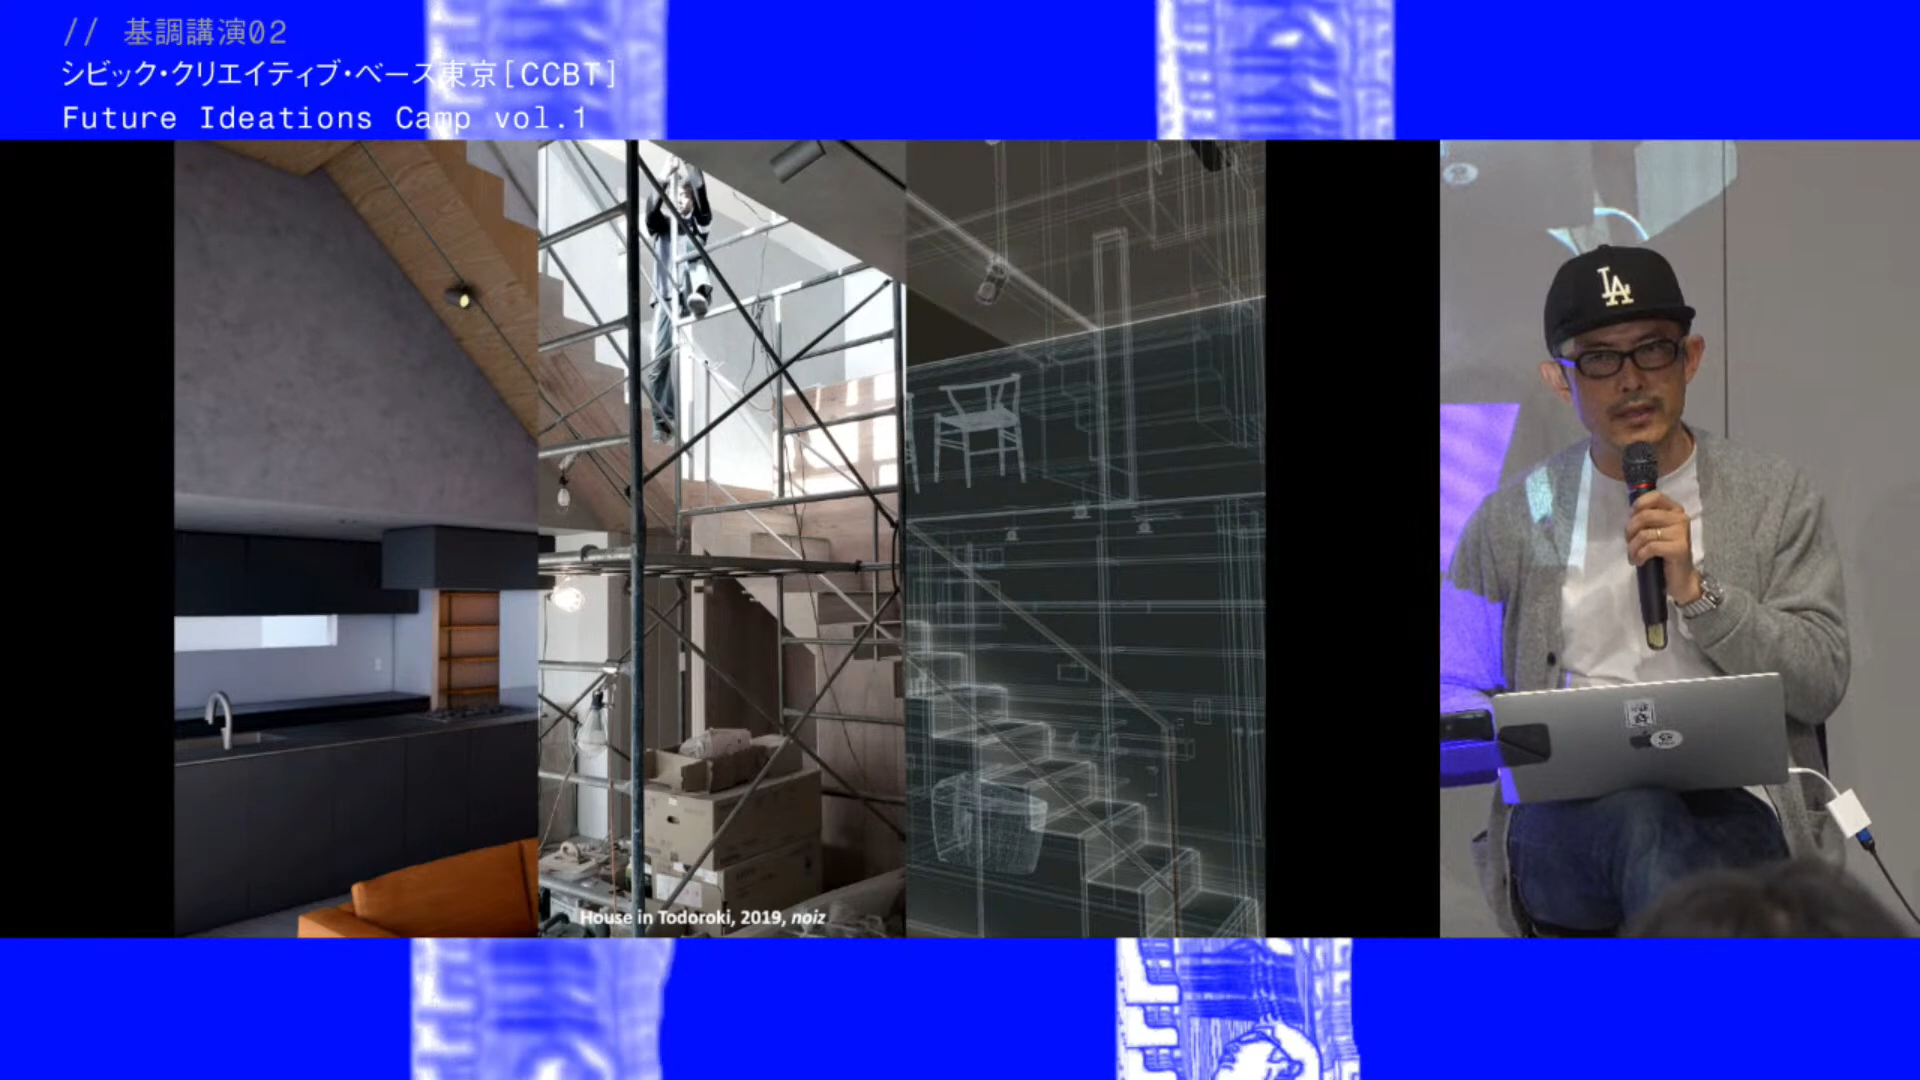 // 基調講演02
シビック・クリエイティブ・ベース東京[CCBT]
Future Ideations Camp vol.1
LA
House in Todoroki, 2019, noiz